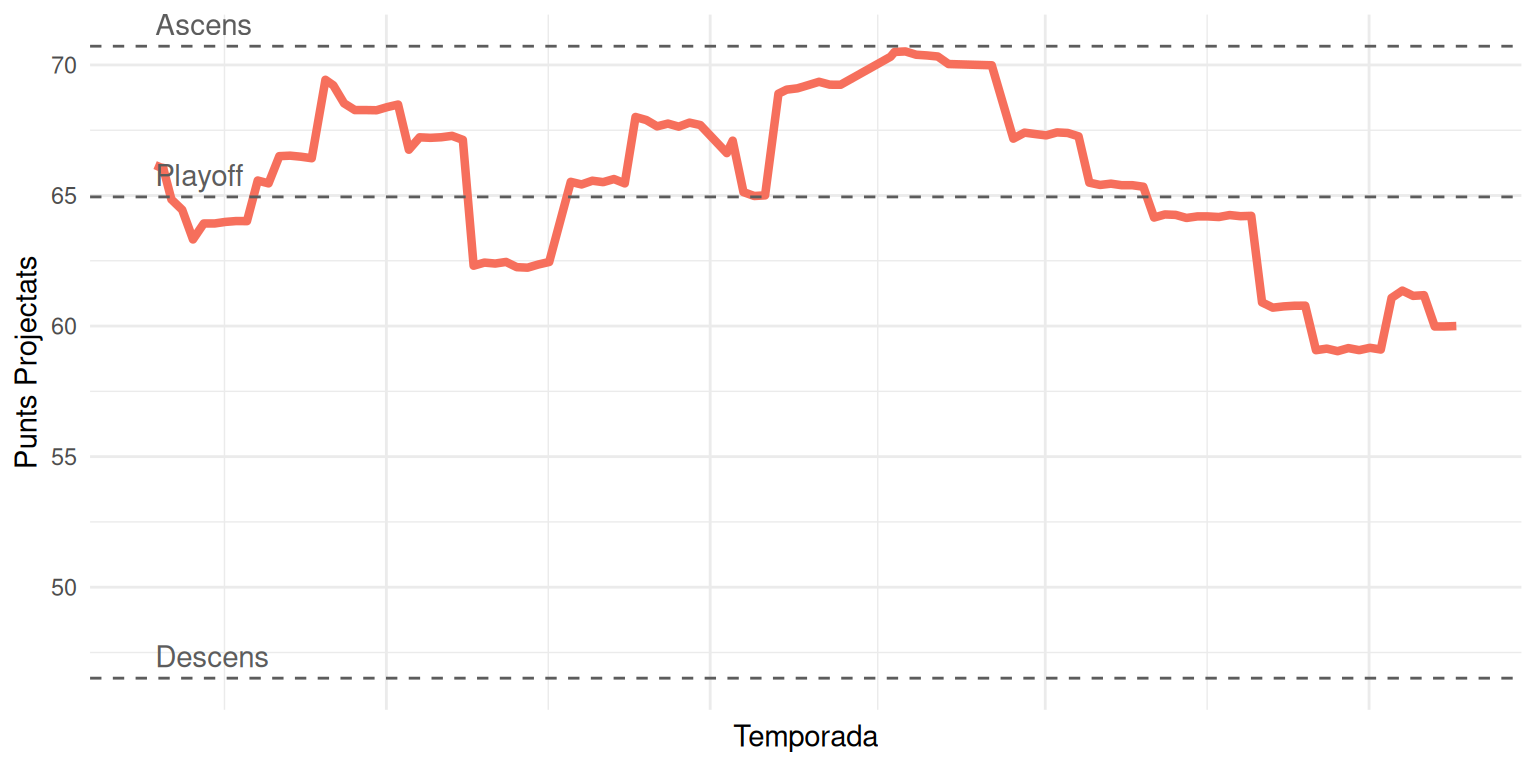 Ascens
70
Playoff
65
60
55
50
Descens
Punts Projectats
Temporada